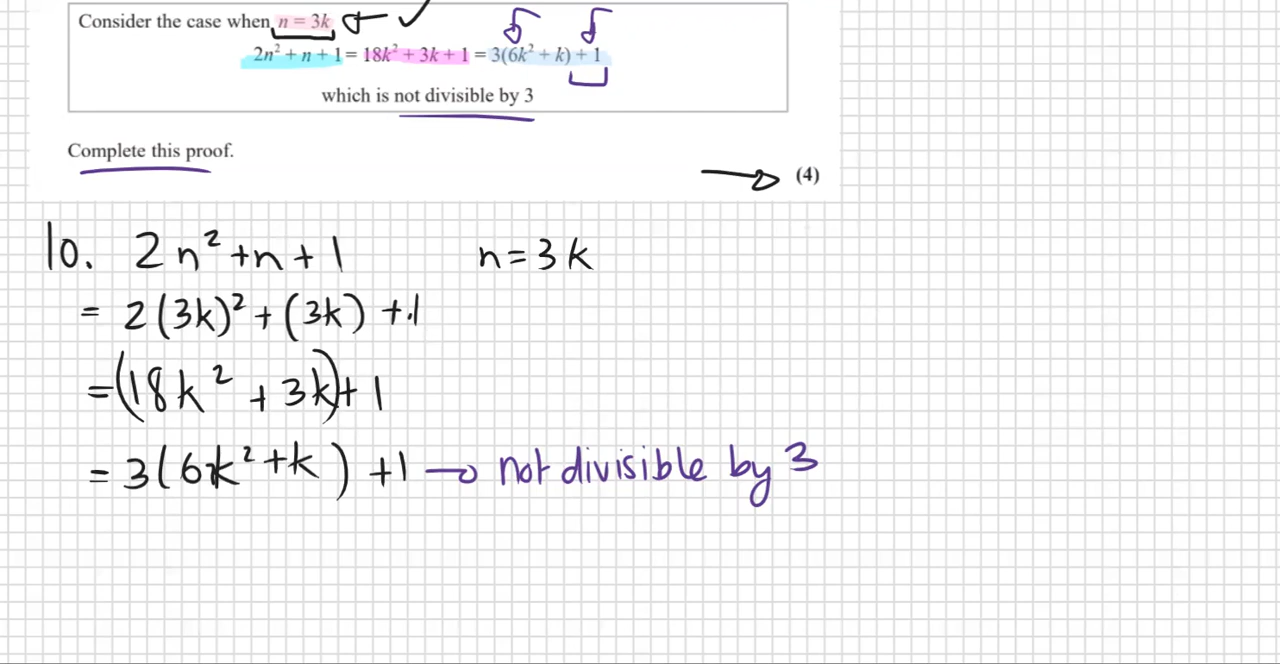 Consider the case when n = 3k
2n² + n + 1 = 18k² + 3k + 1 = 3(6k² + k) + 1
which is not divisible by 3
Complete this proof.
(4)
10. 2n² + n + 1 n = 3k
= 2(3k)² + (3k) + 1
= (18k² + 3k) + 1
= 3(6k² + k) + 1 → not divisible by 3